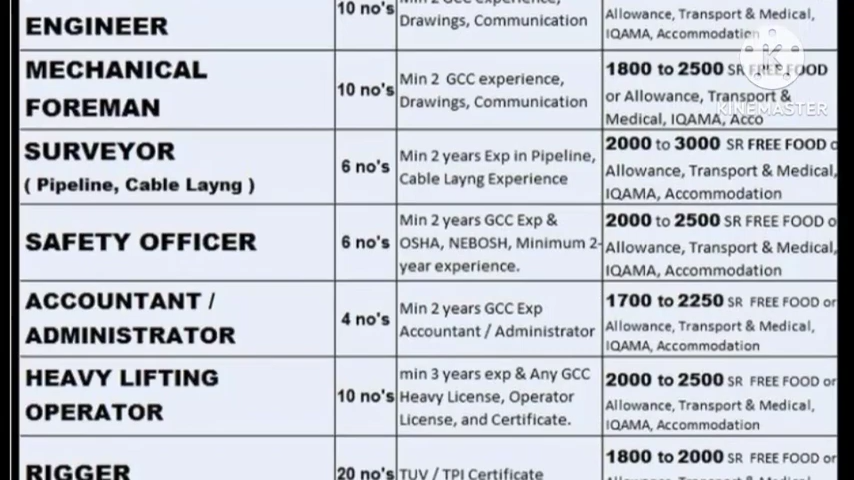 ENGINEER
10 no's
Min 2 GCC experience,
Drawings, Communication
Allowance, Transport & Medical,
IQAMA, Accommodation
MECHANICAL
FOREMAN
10 no's
Min 2 GCC experience,
Drawings, Communication
1800 to 2500 SR FREE FOOD
or Allowance, Transport &
Medical, IQAMA, Acco
KINEMASTER
SURVEYOR
( Pipeline, Cable Layng )
6 no's
Min 2 years Exp in Pipeline,
Cable Layng Experience
2000 to 3000 SR FREE FOOD o
Allowance, Transport & Medical,
IQAMA, Accommodation
SAFETY OFFICER
6 no's
Min 2 years GCC Exp &
OSHA, NEBOSH, Minimum 2-
year experience.
2000 to 2500 SR FREE FOOD o
Allowance, Transport & Medical,
IQAMA, Accommodation
ACCOUNTANT /
ADMINISTRATOR
4 no's
Min 2 years GCC Exp
Accountant / Administrator
1700 to 2250 SR FREE FOOD or
Allowance, Transport & Medical,
IQAMA, Accommodation
HEAVY LIFTING
OPERATOR
10 no's
min 3 years exp & Any GCC
Heavy License, Operator
License, and Certificate.
2000 to 2500 SR FREE FOOD or
Allowance, Transport & Medical,
IQAMA, Accommodation
RIGGER
20 no's
TUV / TPI Certificate
1800 to 2000 SR FREE FOOD or